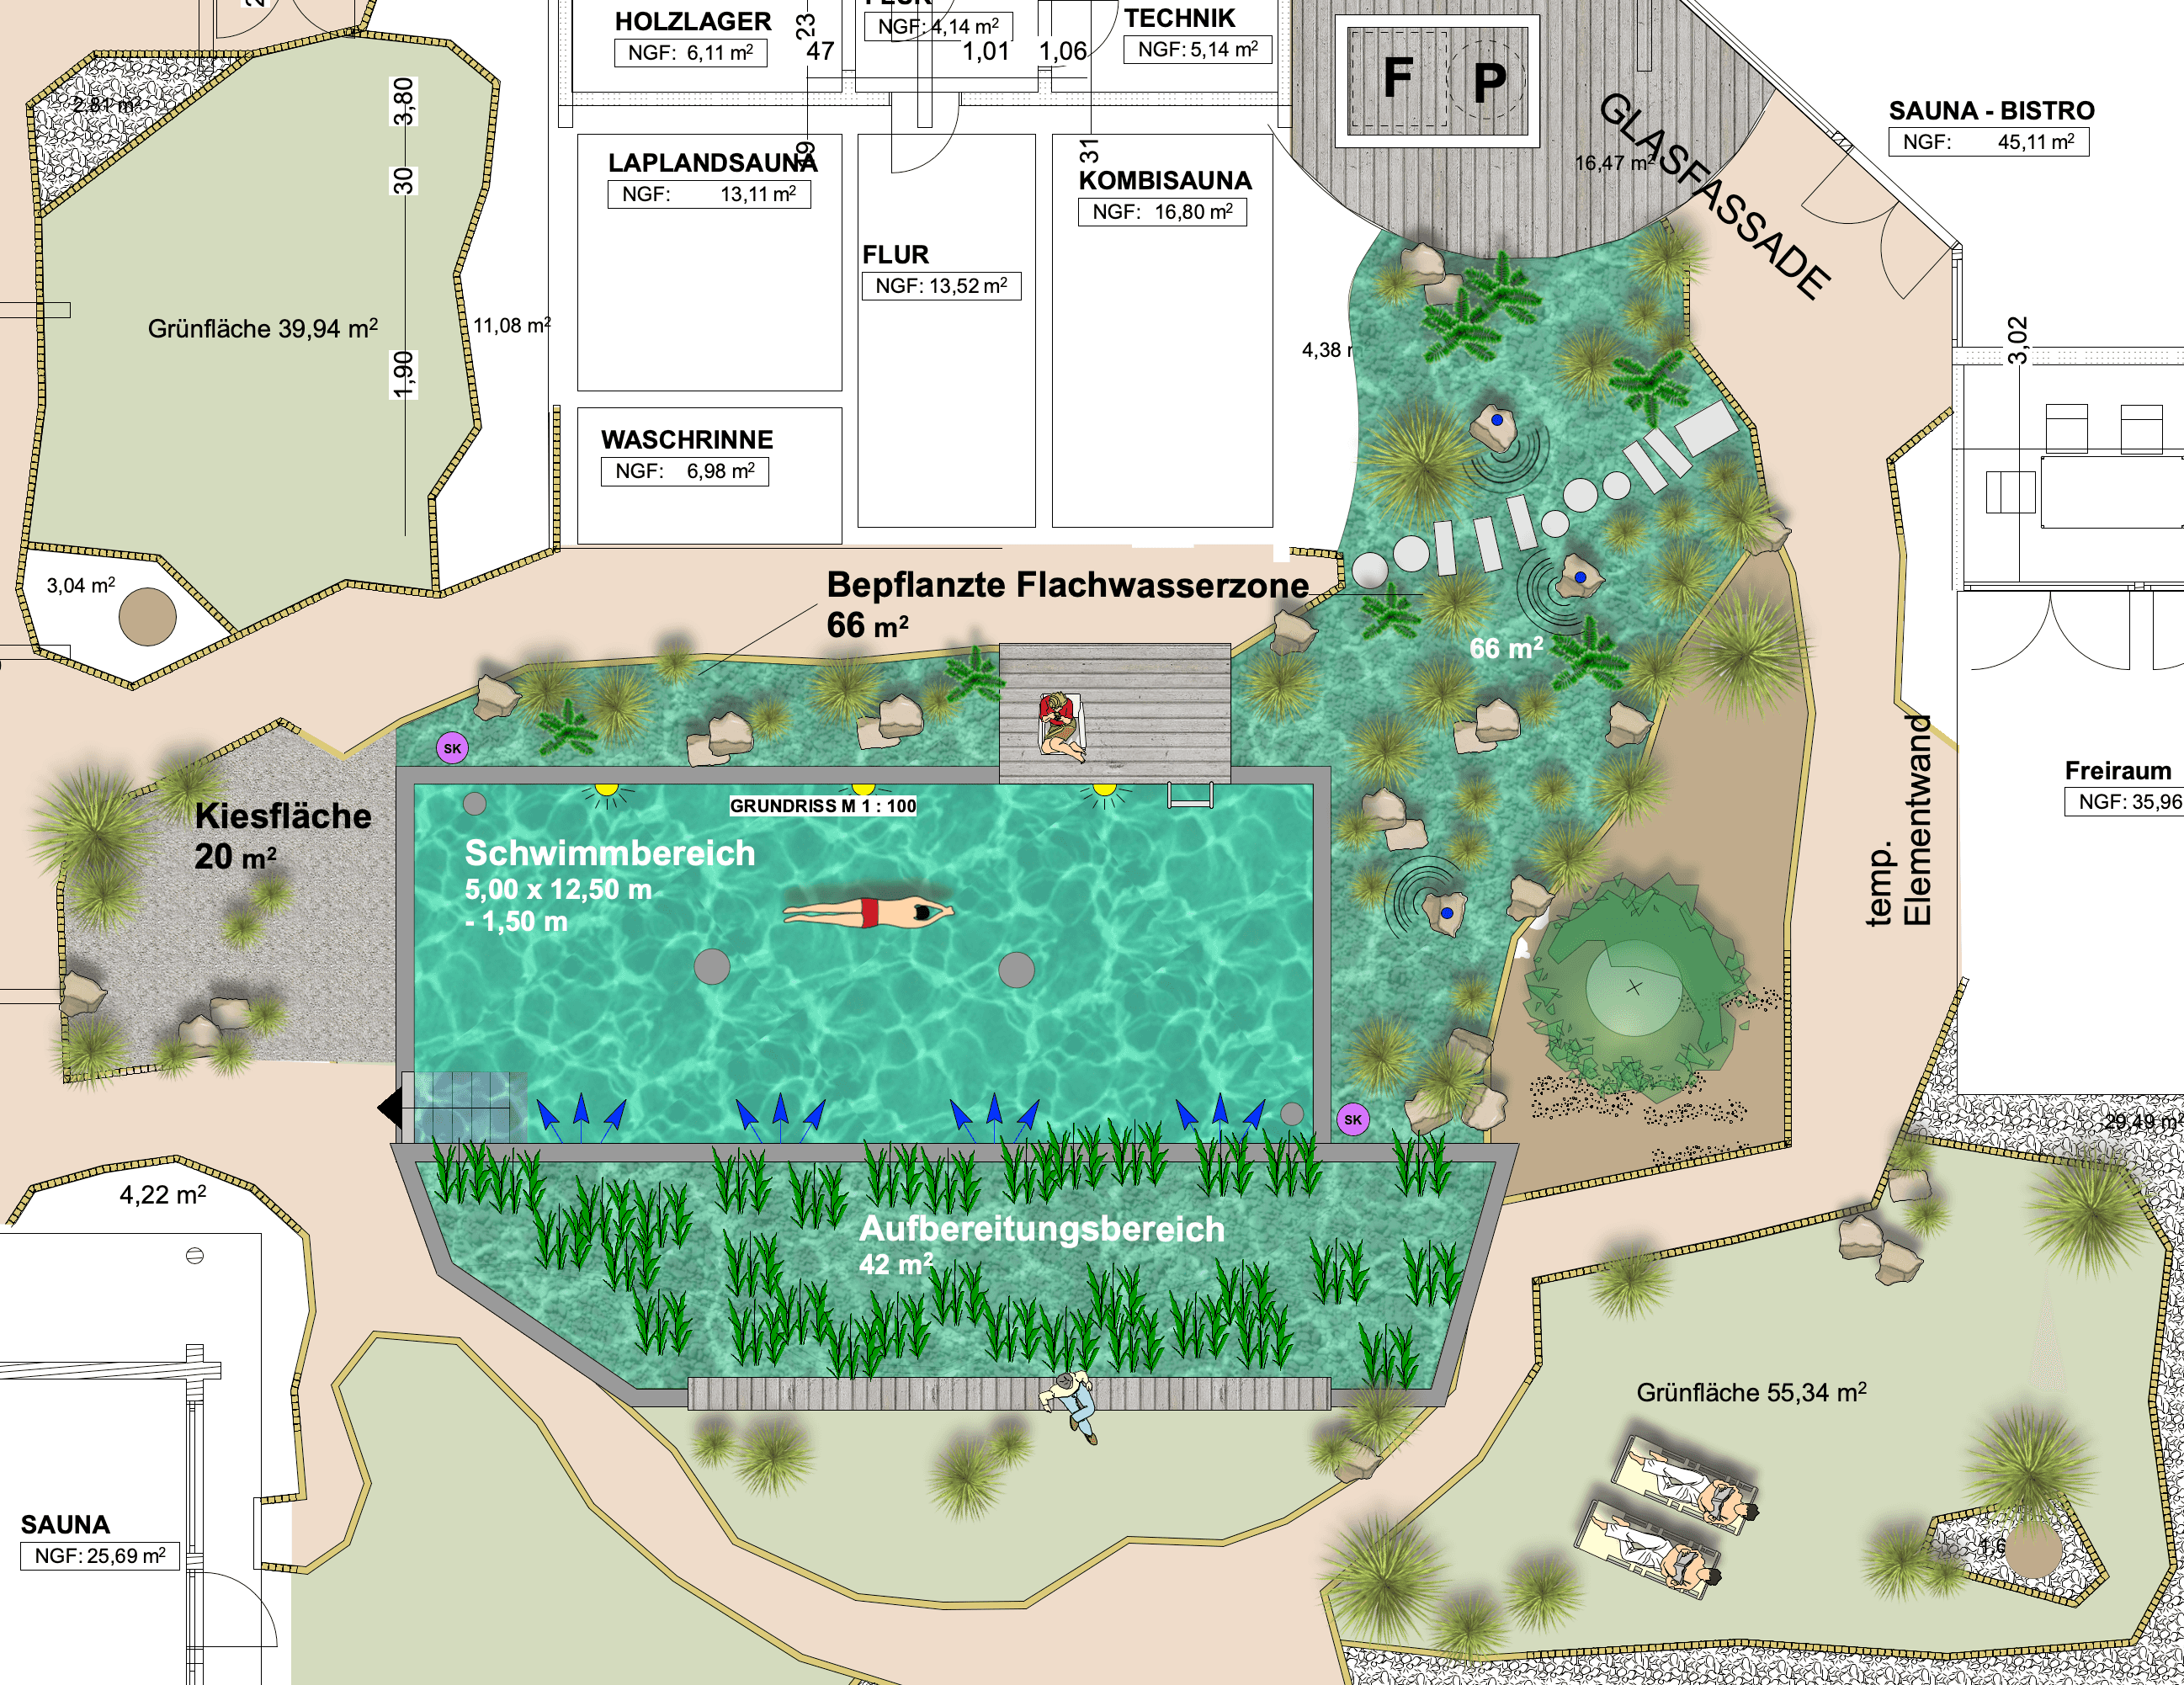 HOLZLAGER
NGF: 6,11 m²
23
47
NGF: 4,14 m²
1,01
1,06
TECHNIK
NGF: 5,14 m²
F P
GLASFASSADE
16,47 m²
SAUNA - BISTRO
NGF: 45,11 m²
2,81 m²
3,80
30
1,90
LAPLANDSAUNA
NGF: 13,11 m²
31
KOMBISAUNA
NGF: 16,80 m²
FLUR
NGF: 13,52 m²
Grünfläche 39,94 m²
11,08 m²
4,38
3,02
WASCHRINNE
NGF: 6,98 m²
3,04 m²
Bepflanzte Flachwasserzone
66 m²
66 m²
SK
Kiesfläche
20 m²
GRUNDRISS M 1 : 100
Schwimmbereich
5,00 x 12,50 m
- 1,50 m
temp.
Elementwand
Freiraum
NGF: 35,96
SK
29,49 m²
4,22 m²
Aufbereitungsbereich
42 m²
Grünfläche 55,34 m²
SAUNA
NGF: 25,69 m²
1,6